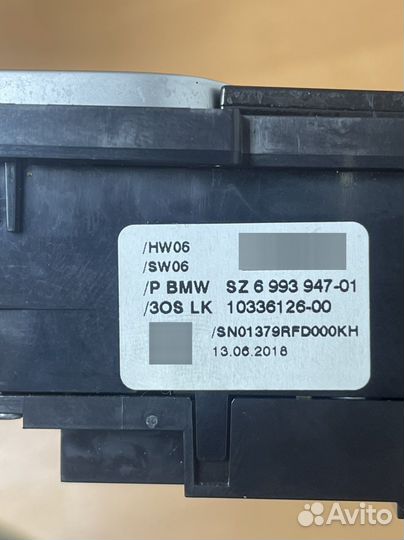 /HW06
/SW06
/P BMW SZ 6 993 947-01
/3OS LK 10336126-00
/SN01379RFD000KH
13.06.2018
Avito